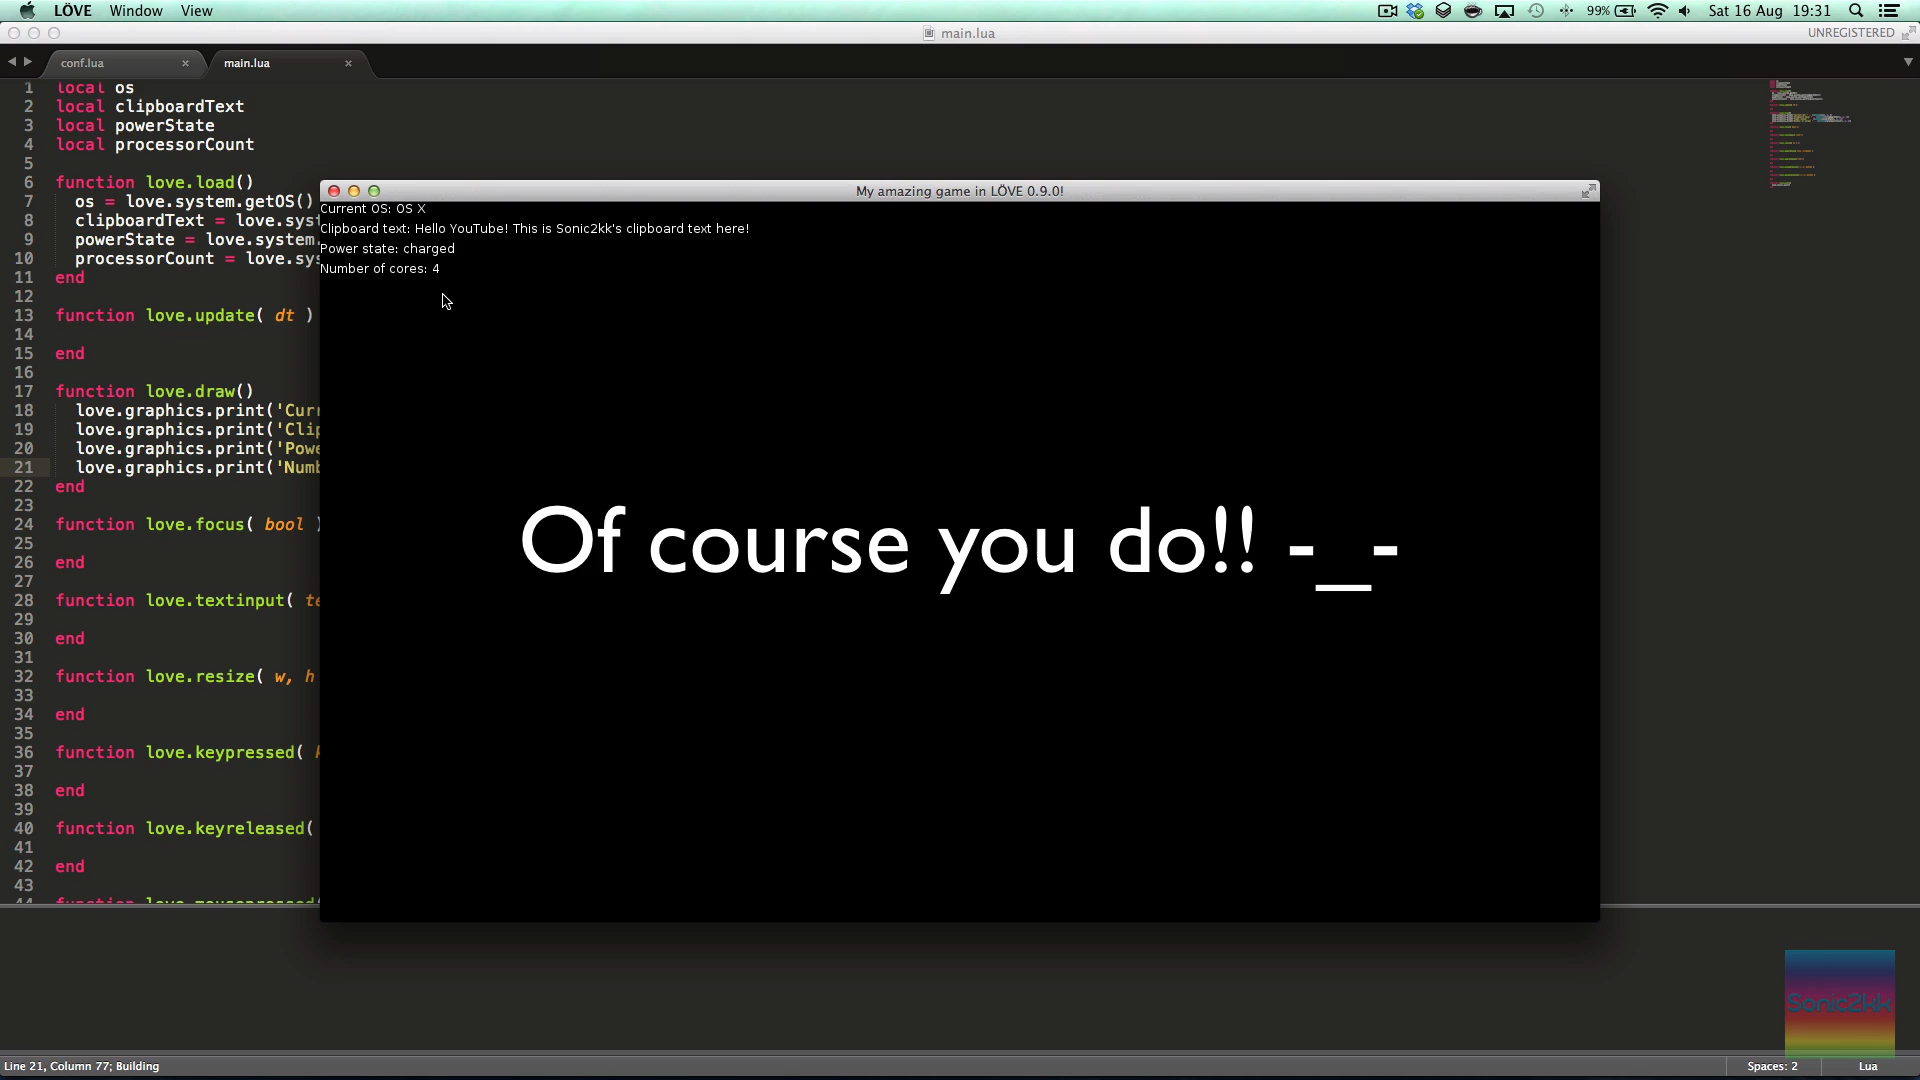 LÖVE Window View 99% Sat 16 Aug 19:31
main.lua UNREGISTERED
conf.lua × main.lua ×
1 local os
2 local clipboardText
3 local powerState
4 local processorCount
5
6 function love.load()
7 os = love.system.getOS()
8 clipboardText = love.syst
9 powerState = love.system.
10 processorCount = love.sys
11 end
12
13 function love.update( dt )
14
15 end
16
17 function love.draw()
18 love.graphics.print('Curr
19 love.graphics.print('Clip
20 love.graphics.print('Powe
21 love.graphics.print('Numb
22 end
23
24 function love.focus( bool )
25
26 end
27
28 function love.textinput( te
29
30 end
31
32 function love.resize( w, h
33
34 end
35
36 function love.keypressed( k
37
38 end
39
40 function love.keyreleased(
41
42 end
43
44 function love.mousepressed(
My amazing game in LÖVE 0.9.0!
Current OS: OS X
Clipboard text: Hello YouTube! This is Sonic2kk's clipboard text here!
Power state: charged
Number of cores: 4
Of course you do!! -_-
Sonic2kk
Line 21, Column 77; Building Spaces: 2 Lua